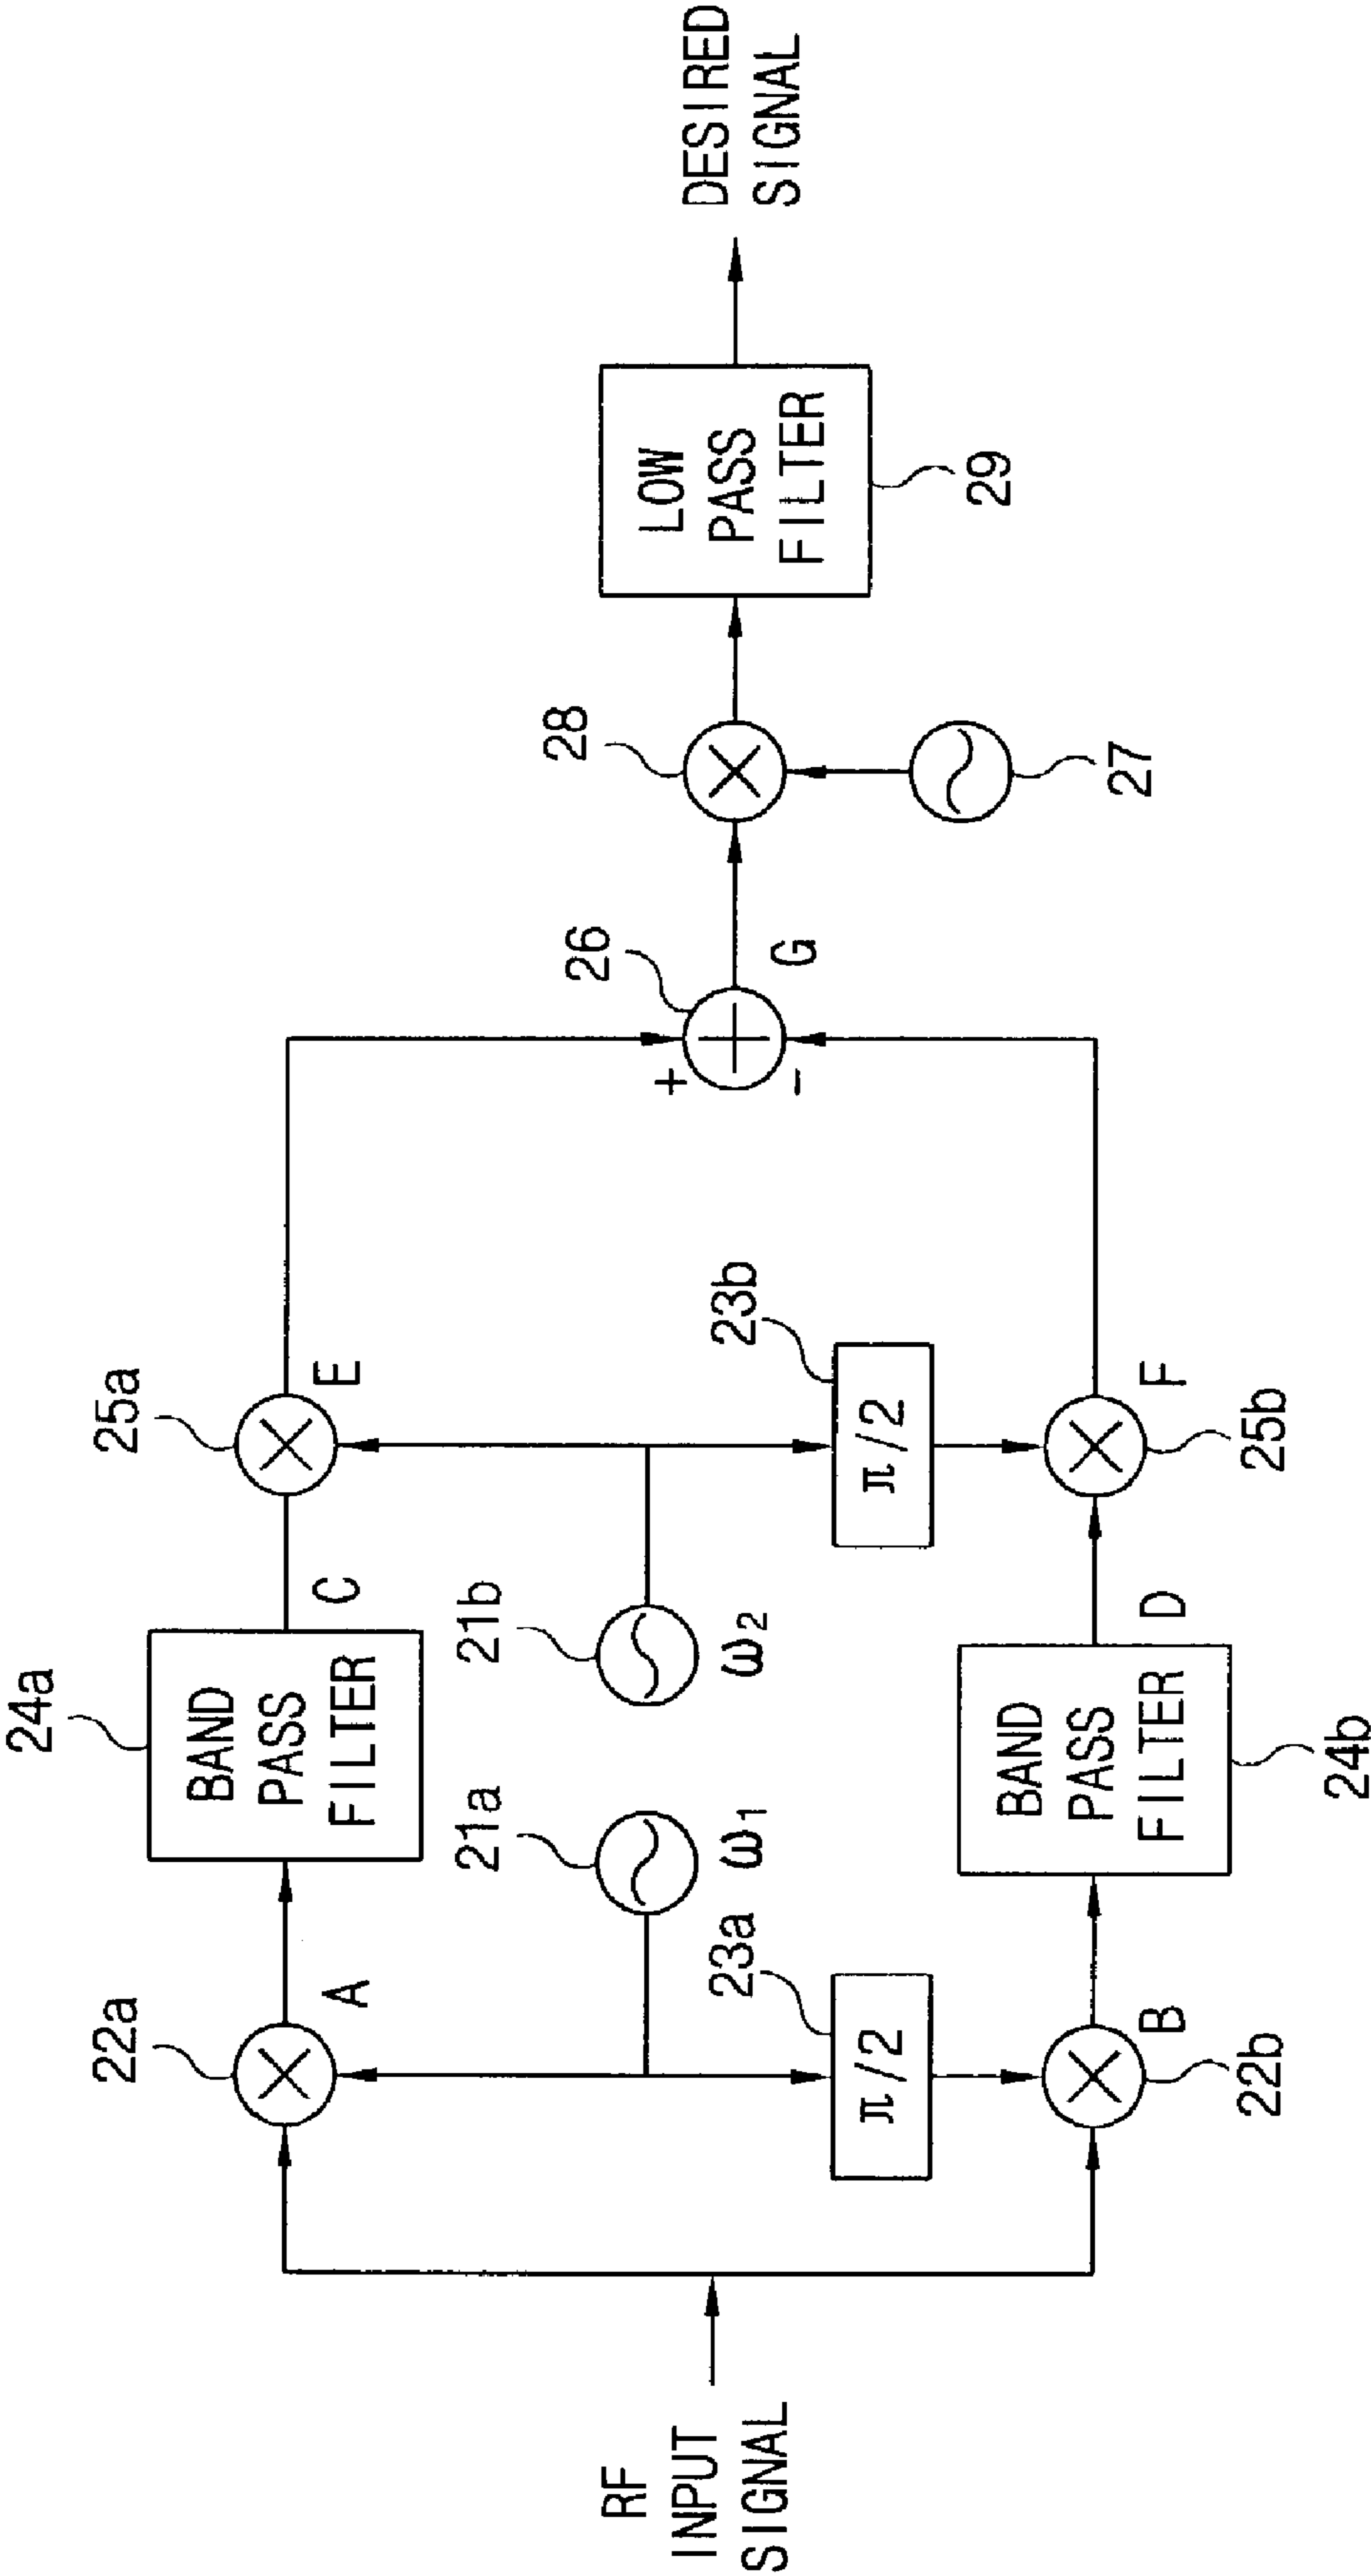 RF
INPUT
SIGNAL
22a
A
21a
ω1
23a
π/2
B
22b
24a
BAND
PASS
FILTER
C
21b
ω2
BAND
PASS
FILTER
24b
D
25a
E
23b
π/2
F
25b
26
+
-
G
28
27
LOW
PASS
FILTER
29
DESIRED
SIGNAL